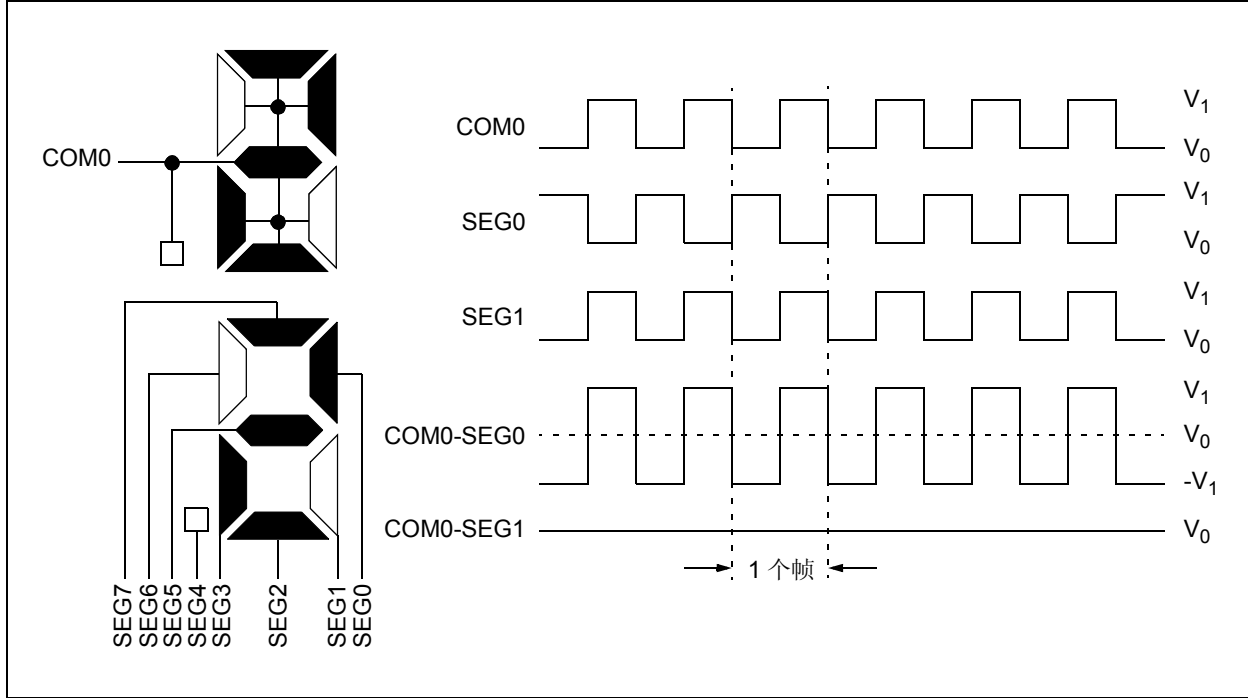 COM0
SEG7
SEG6
SEG5
SEG4
SEG3
SEG2
SEG1
SEG0
COM0
V1
V0
SEG0
V1
V0
SEG1
V1
V0
COM0-SEG0
V1
V0
-V1
COM0-SEG1
V0
1 个帧